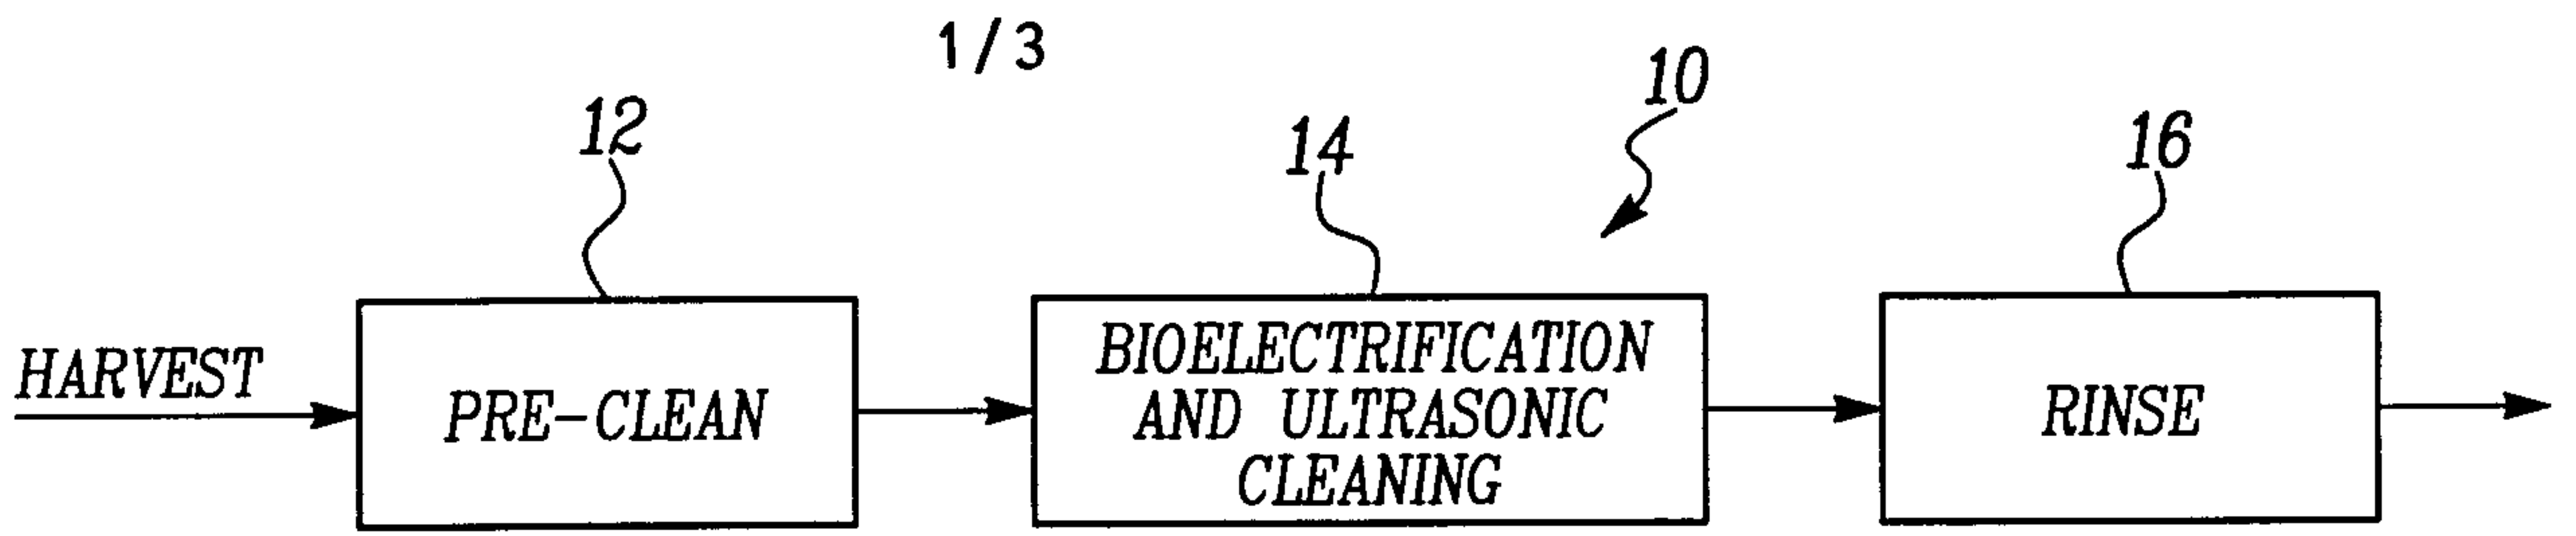 1/3
10
12
14
16
HARVEST
PRE-CLEAN
BIOELECTRIFICATION
AND ULTRASONIC
CLEANING
RINSE